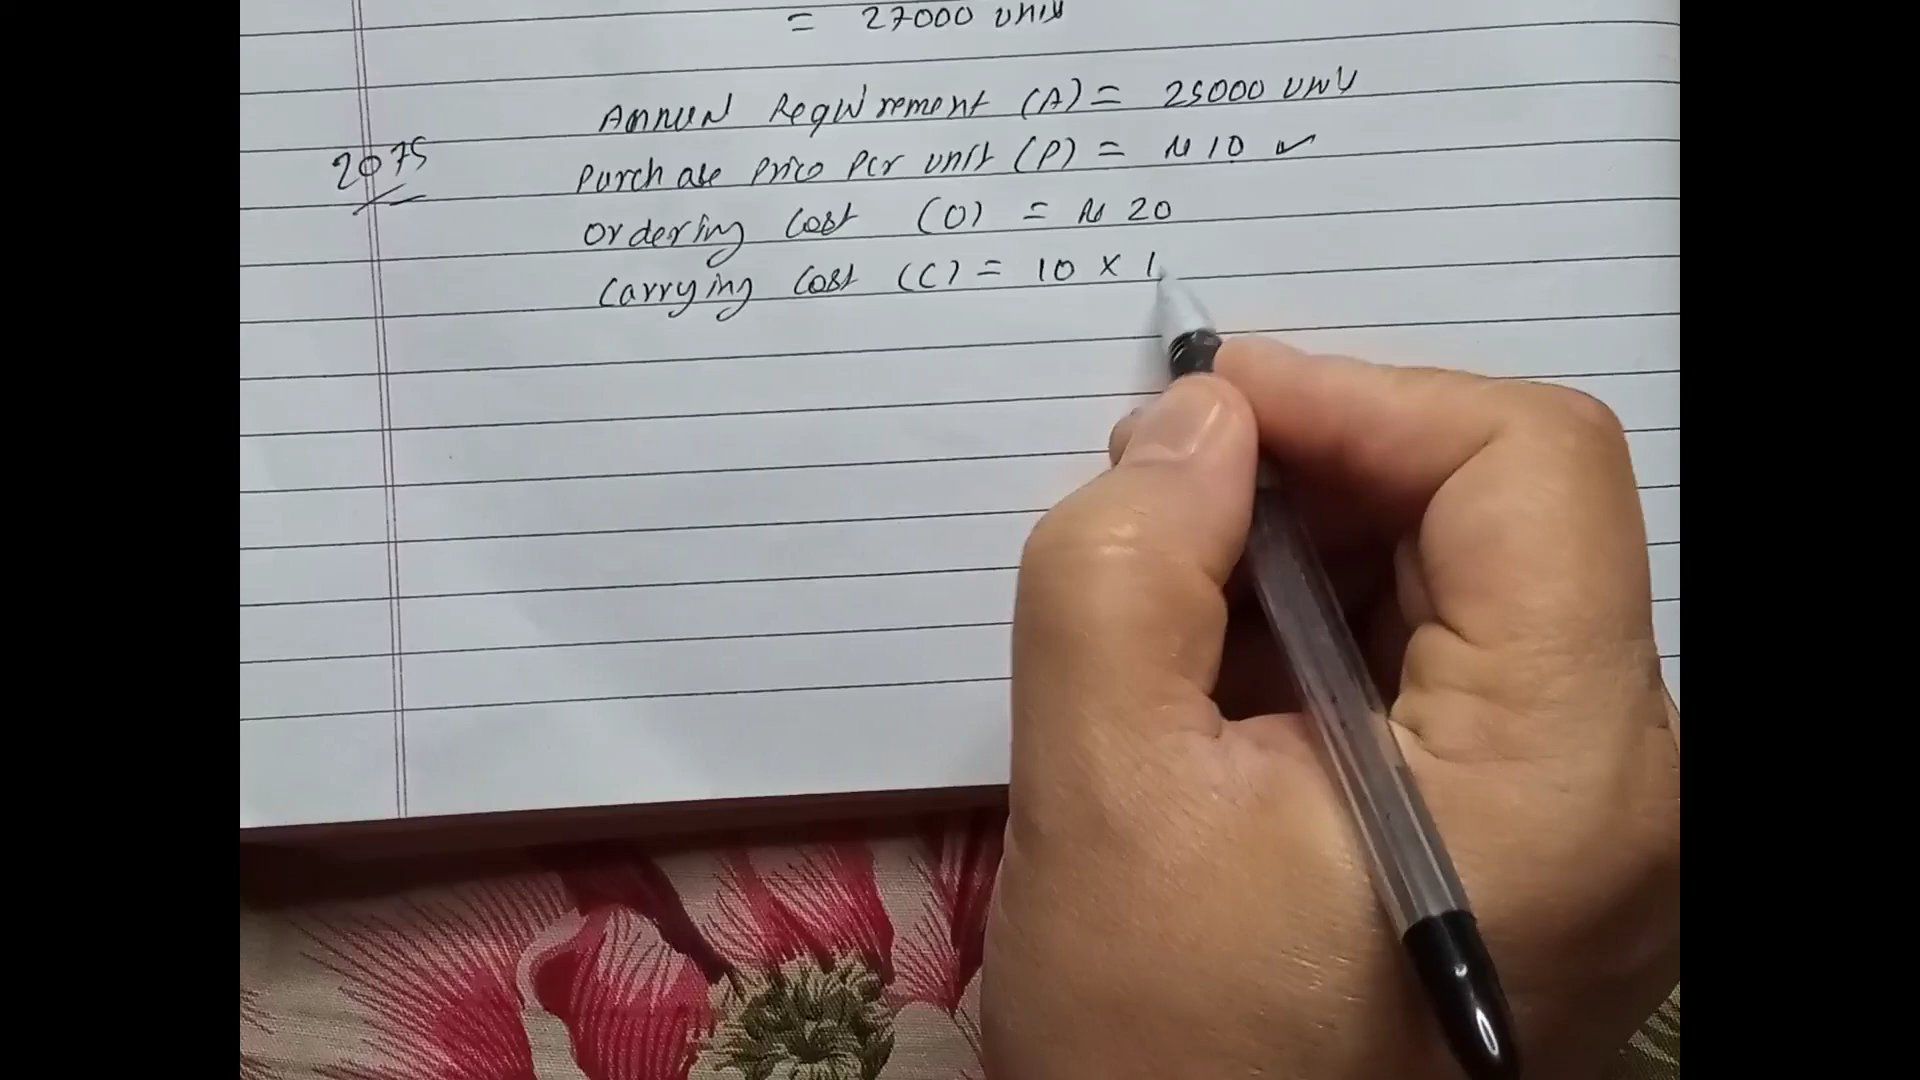 = 27000 units
Annual Requirement (A) = 25000 units
2075
Purchase Price Per unit (P) = Rs 10 ✓
Ordering Cost (O) = Rs 20
Carrying Cost (C) = 10 × 1